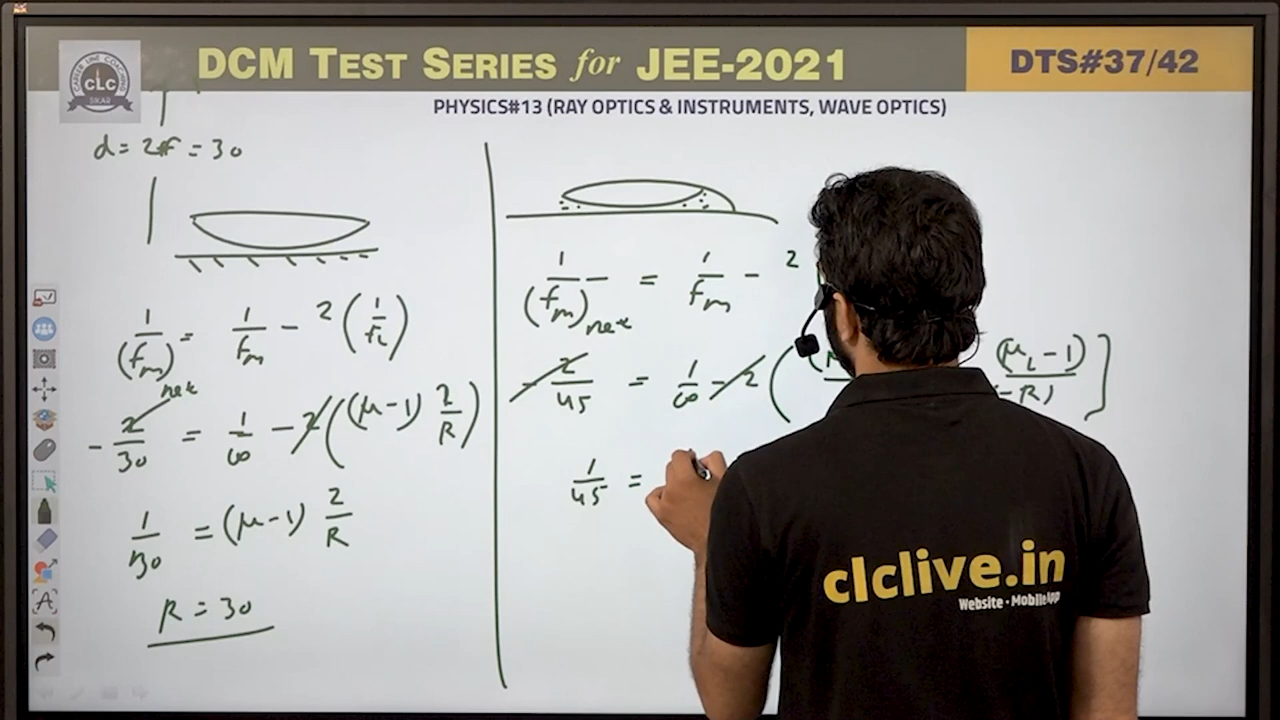 DCM TEST SERIES for JEE-2021
DTS#37/42
CAREER LINE COACHING
CLC
SIKAR
PHYSICS#13 (RAY OPTICS & INSTRUMENTS, WAVE OPTICS)
d = 2f = 30
1/(fm)net = 1/fm - 2(1/fL)
-2/30 = 1/∞ - 2((μ-1) 2/R)
1/30 = (μ-1) 2/R
R = 30
1/(fm)net = 1/fm - 2
-2/45 = 1/∞ - 2( (μL-1)/(-R) ]
1/45 =
clclive.in
Website • Mobile App